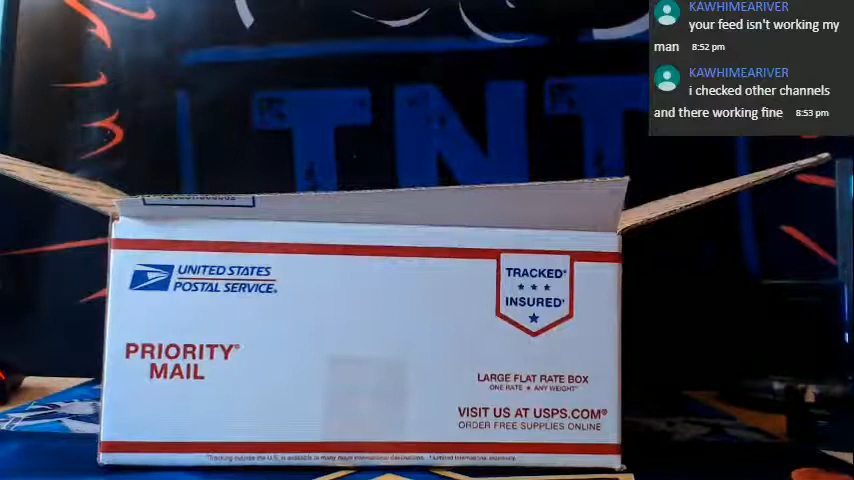 KAWHIMEARIVER
your feed isn't working my
man 8:52 pm
KAWHIMEARIVER
i checked other channels
and there working fine 8:53 pm
TNT
UNITED STATES
POSTAL SERVICE®
TRACKED*
INSURED†
PRIORITY®
MAIL
LARGE FLAT RATE BOX
ONE RATE ★ ANY WEIGHT*
VISIT US AT USPS.COM®
ORDER FREE SUPPLIES ONLINE